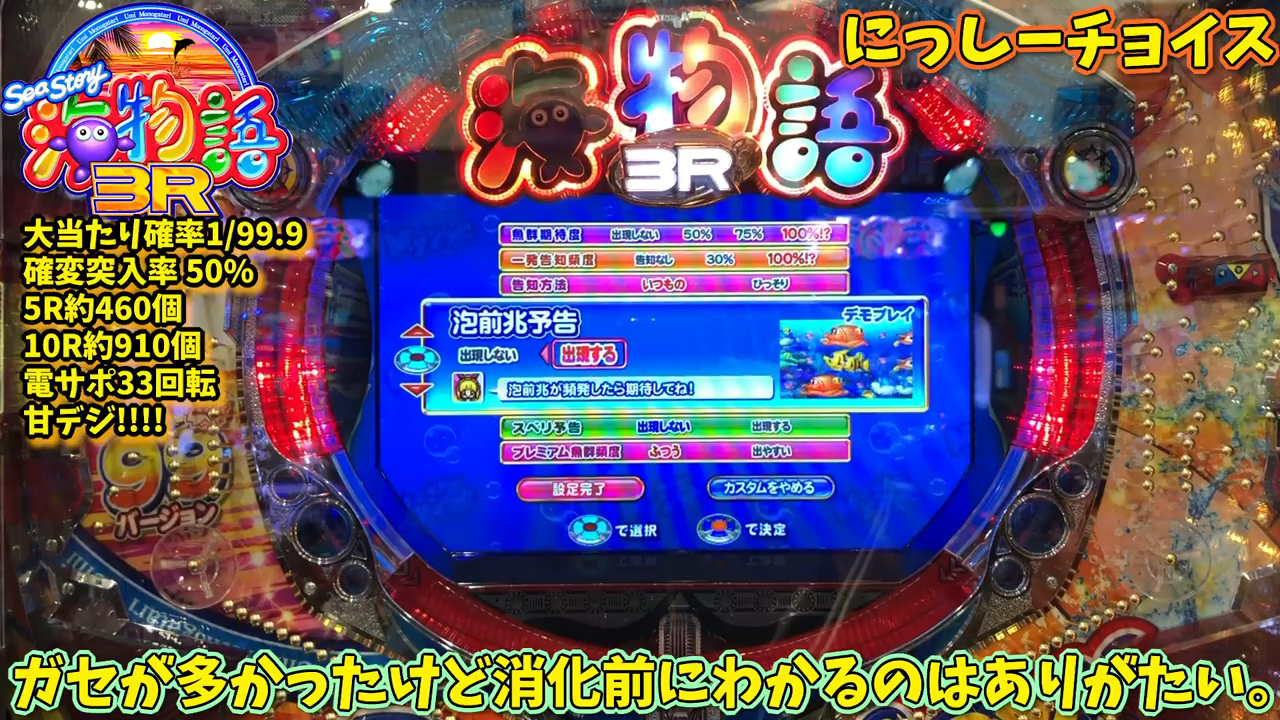 にっしーチョイス
Umi Monogatari Umi Monogatari Umi Monogatari
Sea Story
海物語
3R
海物語
3R
大当たり確率1/99.9
確変突入率 50%
5R約460個
10R約910個
電サポ33回転
甘デジ!!!!
魚群期待度 出現しない 50% 75% 100%!?
一発告知頻度 告知なし 30% 100%!?
告知方法 いつもの ひっそり
泡前兆予告
デモプレイ
出現しない 出現する
泡前兆が頻発したら期待してね!
スベリ予告 出現しない 出現する
プレミアム魚群頻度 ふつう 出やすい
設定完了 カスタムをやめる
で選択 で決定
99
バージョン
ガセが多かったけど消化前にわかるのはありがたい。